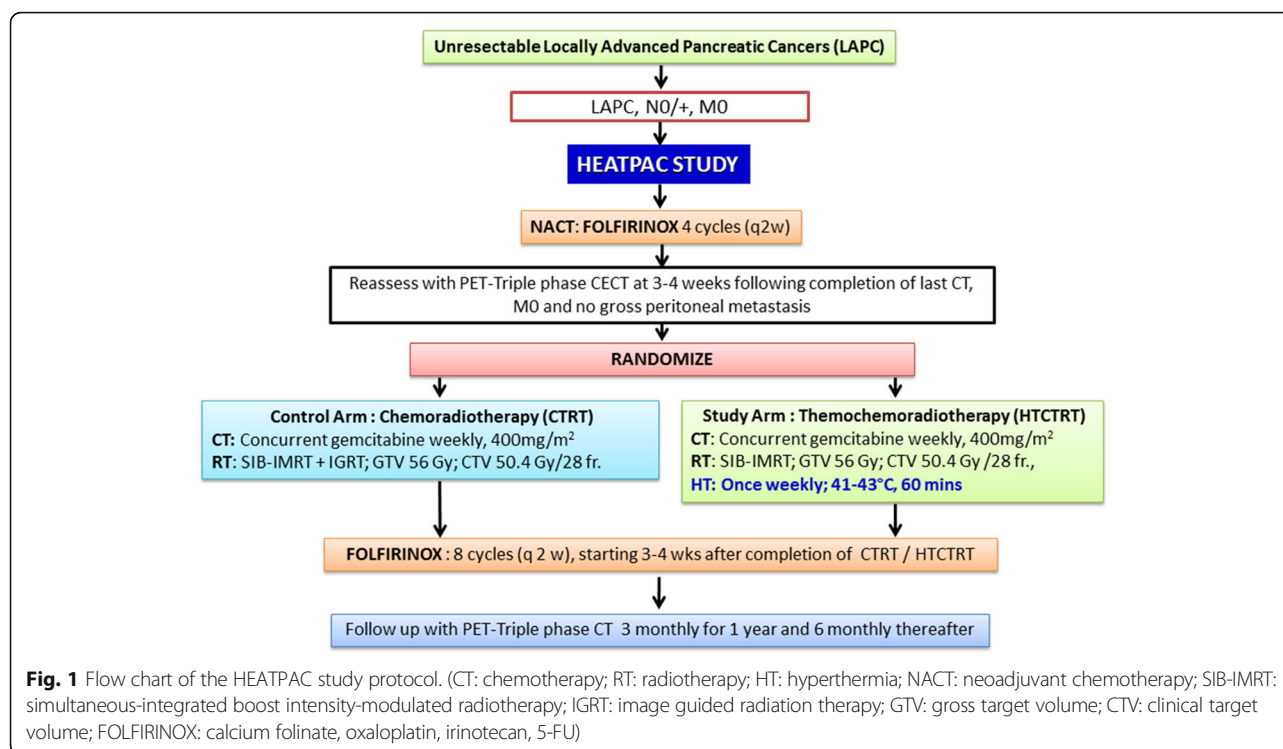 Unresectable Locally Advanced Pancreatic Cancers (LAPC)
LAPC, N0/+, M0
HEATPAC STUDY
NACT: FOLFIRINOX 4 cycles (q2w)
Reassess with PET-Triple phase CECT at 3-4 weeks following completion of last CT,
M0 and no gross peritoneal metastasis
RANDOMIZE
Control Arm : Chemoradiotherapy (CTRT)
CT: Concurrent gemcitabine weekly, 400mg/m²
RT: SIB-IMRT + IGRT; GTV 56 Gy; CTV 50.4 Gy/28 fr.
Study Arm : Themochemoradiotherapy (HTCTRT)
CT: Concurrent gemcitabine weekly, 400mg/m²
RT: SIB-IMRT; GTV 56 Gy; CTV 50.4 Gy /28 fr.,
HT: Once weekly; 41-43°C, 60 mins
FOLFIRINOX : 8 cycles (q 2 w), starting 3-4 wks after completion of CTRT / HTCTRT
Follow up with PET-Triple phase CT 3 monthly for 1 year and 6 monthly thereafter
Fig. 1 Flow chart of the HEATPAC study protocol. (CT: chemotherapy; RT: radiotherapy; HT: hyperthermia; NACT: neoadjuvant chemotherapy; SIB-IMRT:
simultaneous-integrated boost intensity-modulated radiotherapy; IGRT: image guided radiation therapy; GTV: gross target volume; CTV: clinical target
volume; FOLFIRINOX: calcium folinate, oxaloplatin, irinotecan, 5-FU)